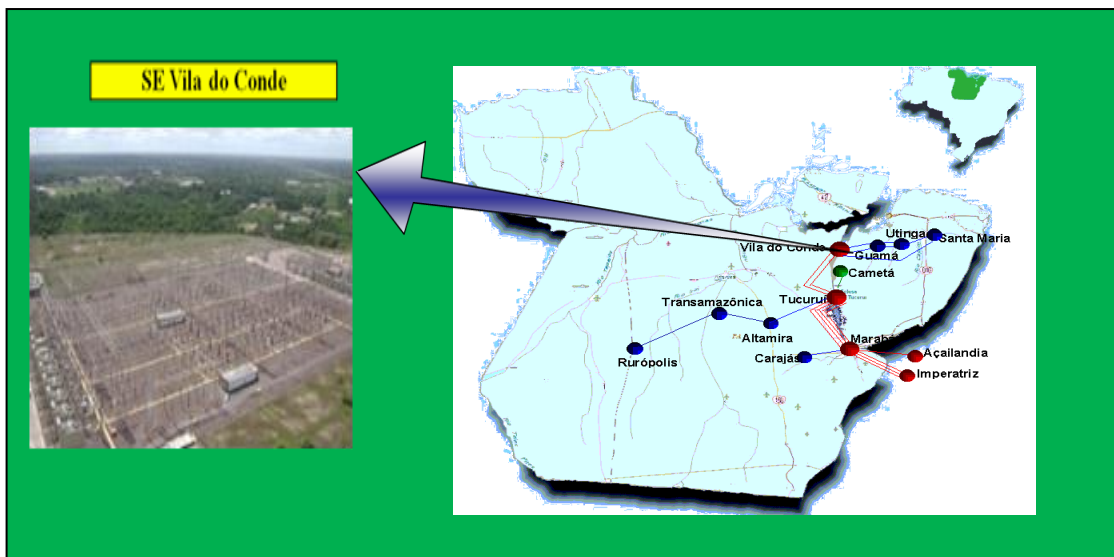 SE Vila do Conde
Utinga
Santa Maria
Vila do Conde
Guamá
Cametá
Tucuruí
Transamazônica
Altamira
Marabá
Carajás
Açailandia
Rurópolis
Imperatriz